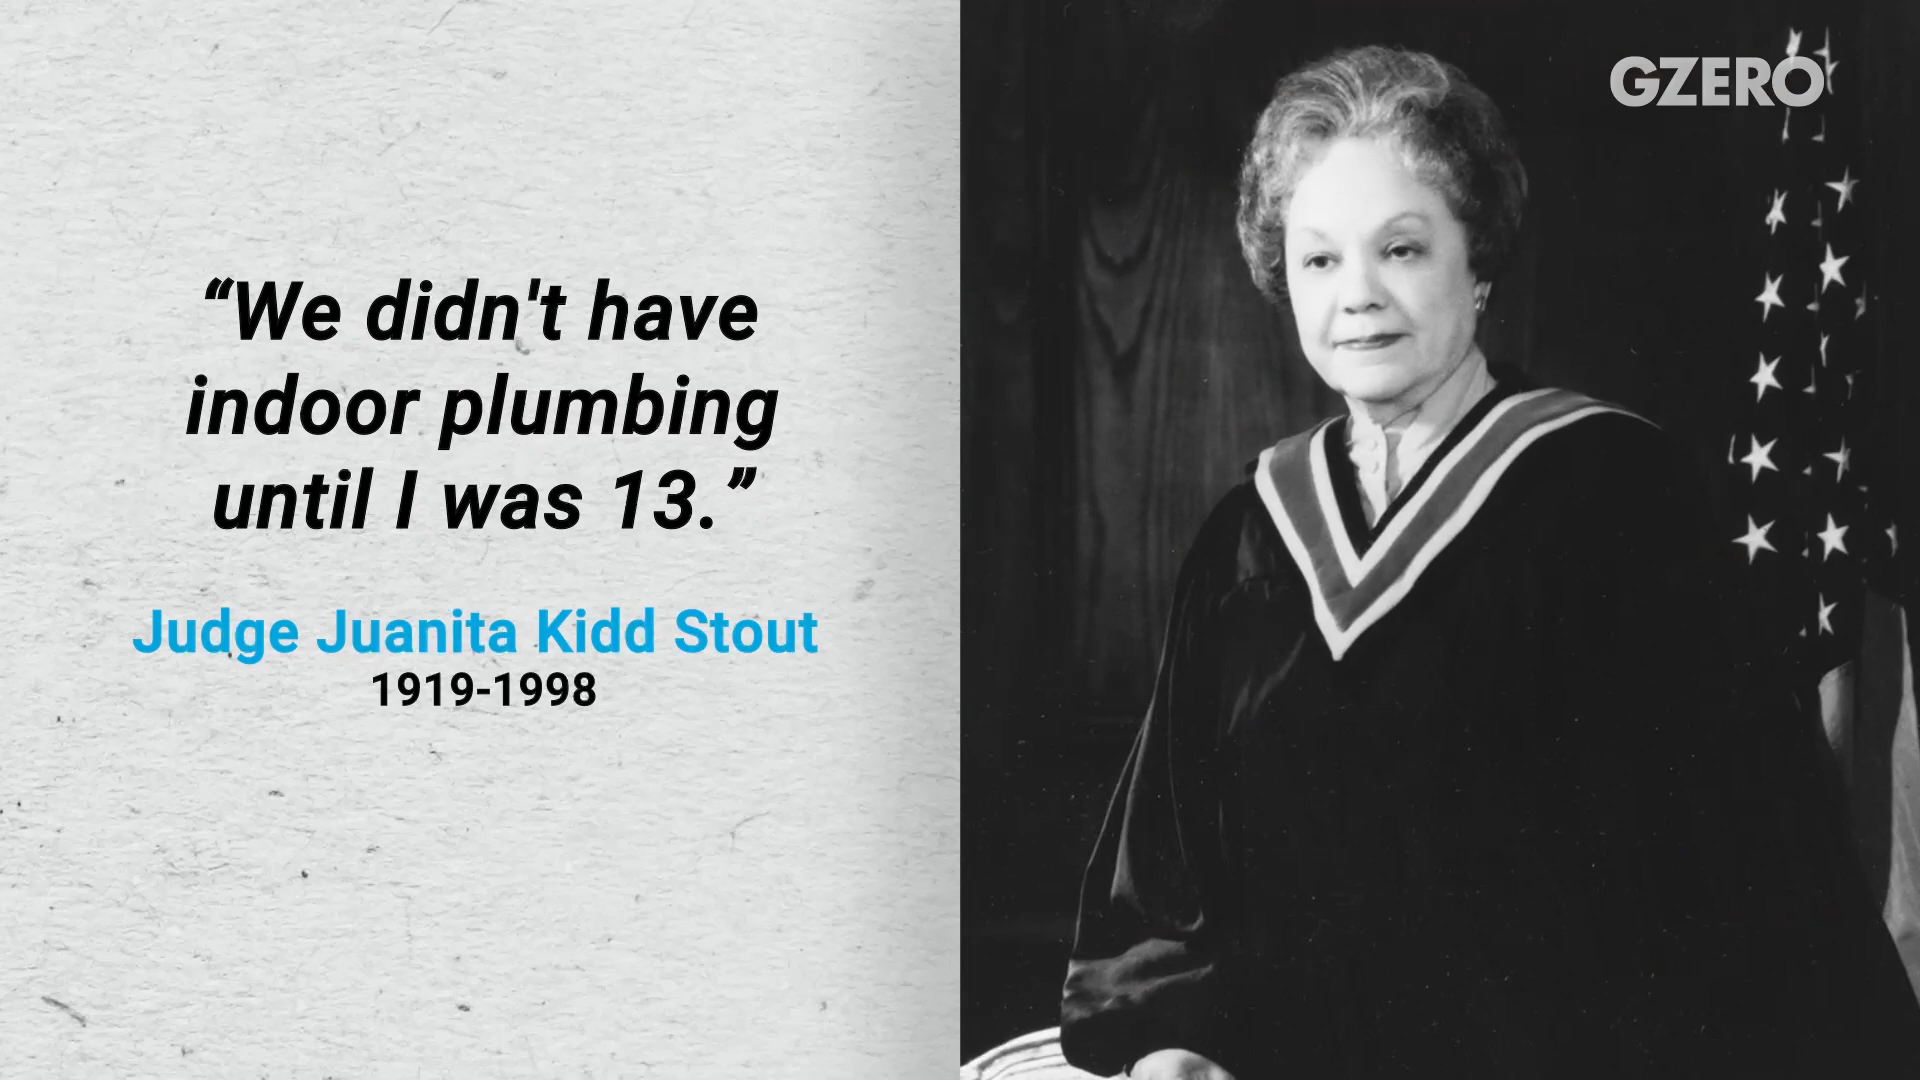 “We didn't have
indoor plumbing
until I was 13.”
Judge Juanita Kidd Stout
1919-1998
GZERO